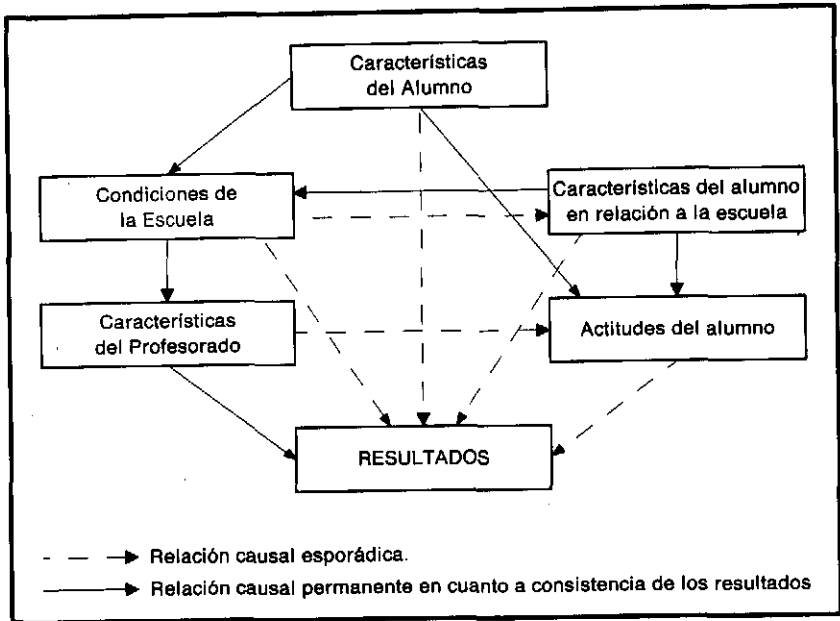 Características
del Alumno
Condiciones de
la Escuela
Características del alumno
en relación a la escuela
Características
del Profesorado
Actitudes del alumno
RESULTADOS
Relación causal esporádica.
Relación causal permanente en cuanto a consistencia de los resultados